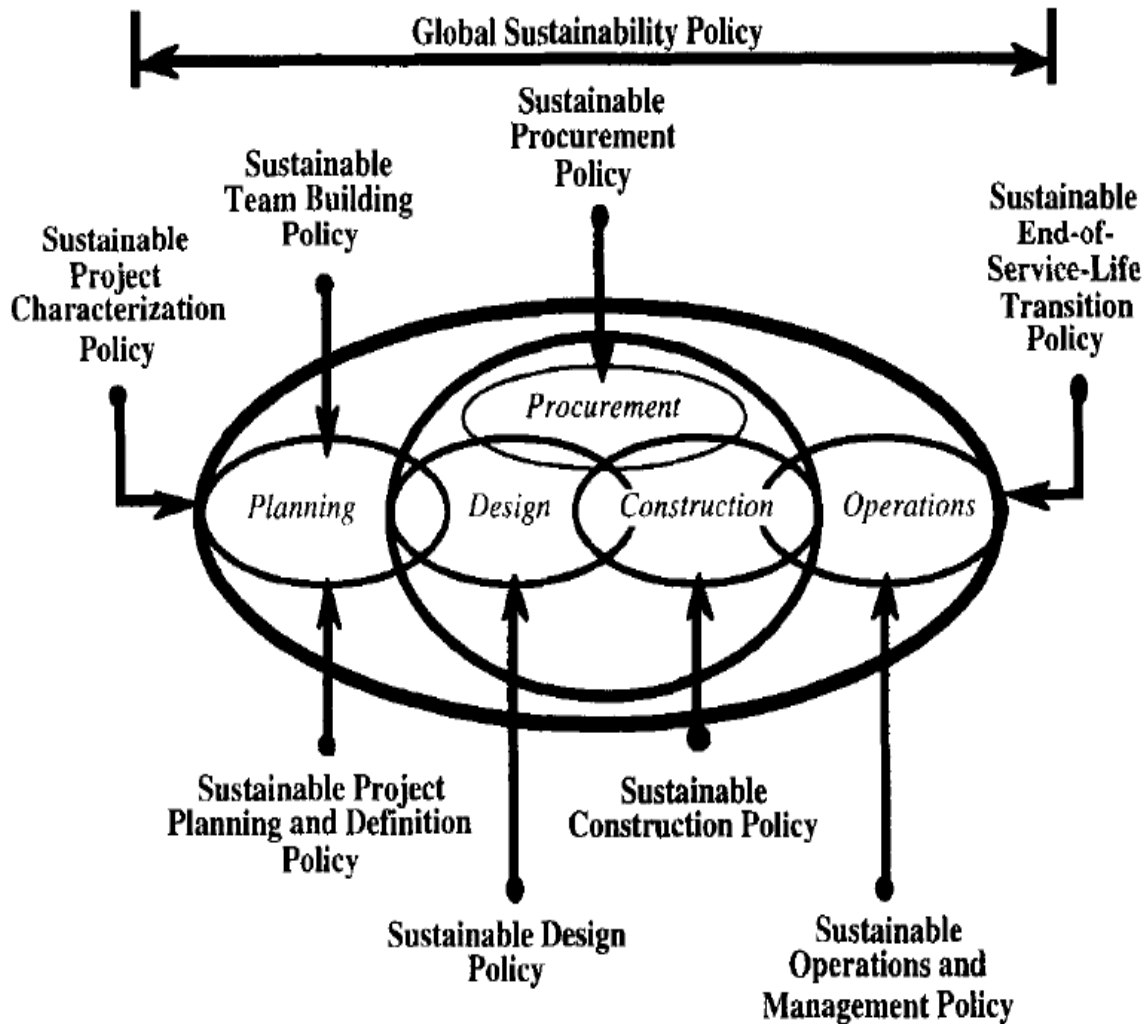 Global Sustainability Policy
Sustainable
Procurement
Policy
Sustainable
Team Building
Policy
Sustainable
Project
Characterization
Policy
Sustainable
End-of-
Service-Life
Transition
Policy
Procurement
Planning
Design
Construction
Operations
Sustainable Project
Planning and Definition
Policy
Sustainable
Construction Policy
Sustainable Design
Policy
Sustainable
Operations and
Management Policy